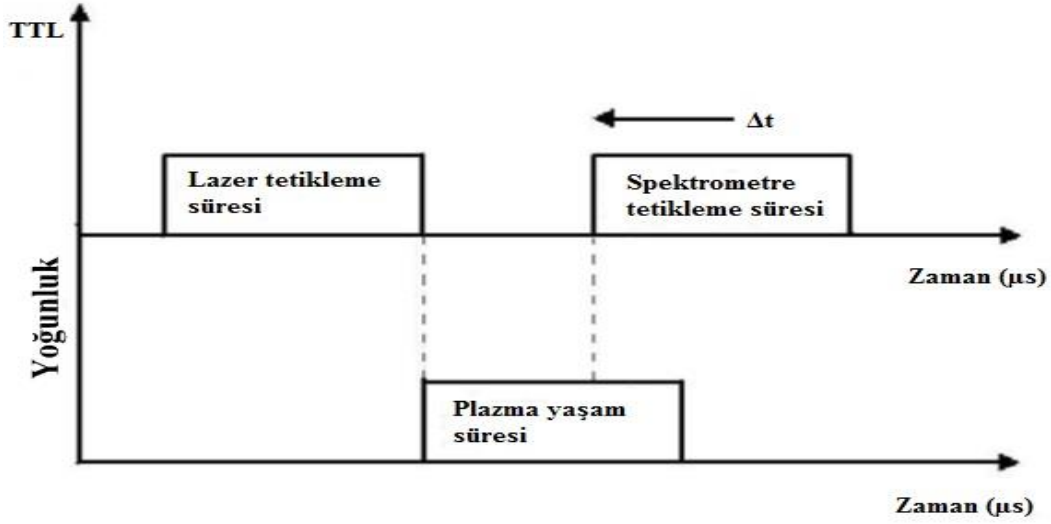 TTL
Δt
Lazer tetikleme
süresi
Spektrometre
tetikleme süresi
Zaman (µs)
Yoğunluk
Plazma yaşam
süresi
Zaman (µs)